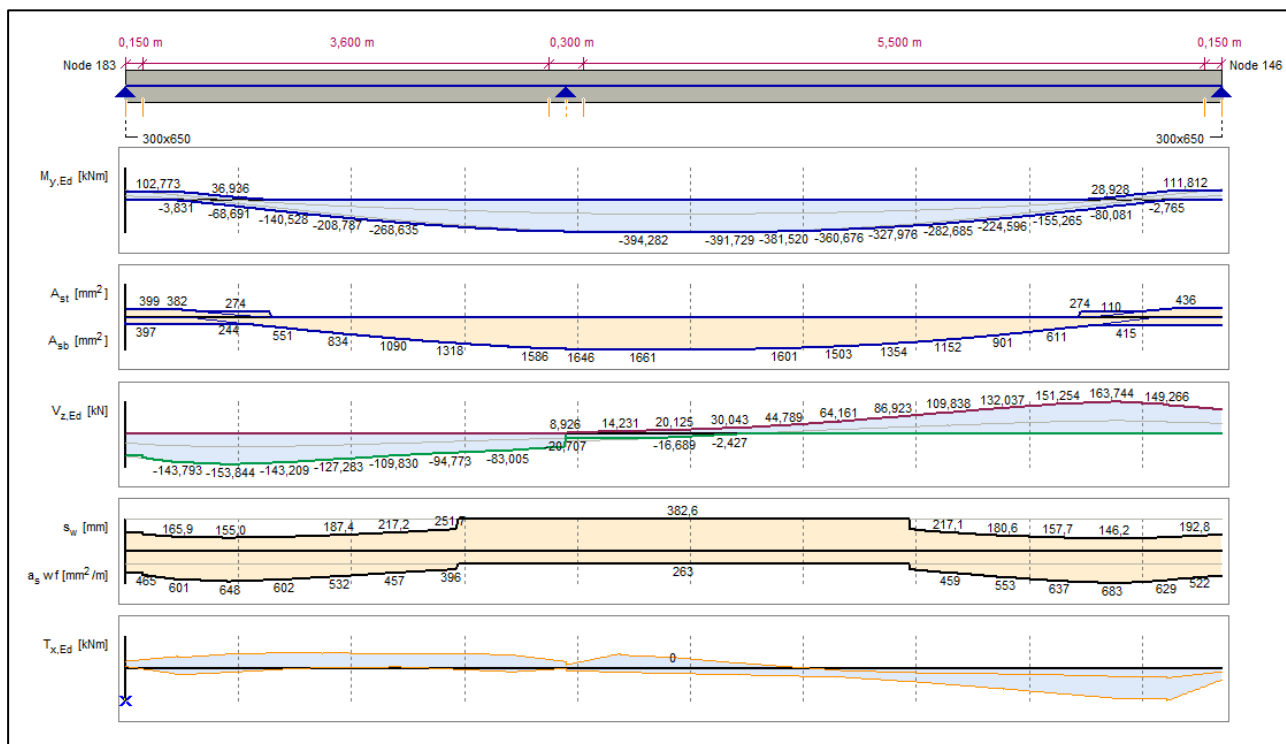 0,150 m 3,600 m 0,300 m 5,500 m 0,150 m
Node 183 Node 146
300x650 300x650
My,Ed [kNm]
102,773 36,936 28,928 111,812
-3,831 -68,691 -140,528 -208,787 -268,635 -394,282 -391,729 -381,520 -360,676 -327,976 -282,685 -224,596 -155,265 -80,081 -2,765
Ast [mm²]
399 382 274 274 110 436
Asb [mm²]
397 244 551 834 1090 1318 1586 1646 1661 1601 1503 1354 1152 901 611 415
Vz,Ed [kN]
8,926 14,231 20,125 30,043 44,789 64,161 86,923 109,838 132,037 151,254 163,744 149,266
-143,793 -153,844 -143,209 -127,283 -109,830 -94,773 -83,005 -20,707 -16,689 -2,427
sw [mm]
165,9 155,0 187,4 217,2 251,7 382,6 217,1 180,6 157,7 146,2 192,8
as wf [mm²/m]
465 601 648 602 532 457 396 263 459 553 637 683 629 522
Tx,Ed [kNm]
0
X